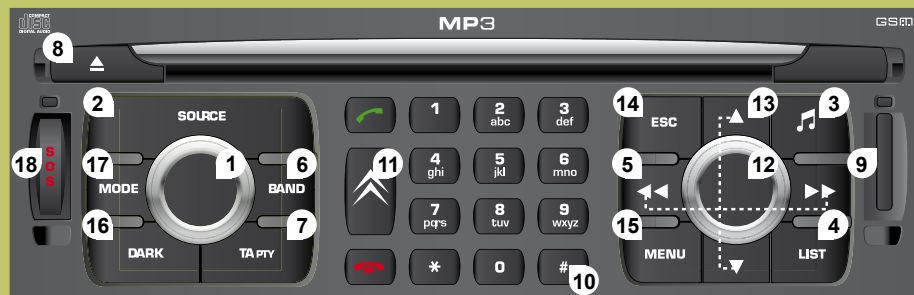 COMPACT
disc
DIGITAL AUDIO
MP3
GSM
8
2
SOURCE
1
2
abc
3
def
14
ESC
13
3
18
SOS
17
MODE
1
6
BAND
11
4
ghi
5
jkl
6
mno
5
12
9
16
DARK
7
TA PTY
7
pqrs
8
tuv
9
wxyz
15
MENU
4
LIST
*
0
#
10